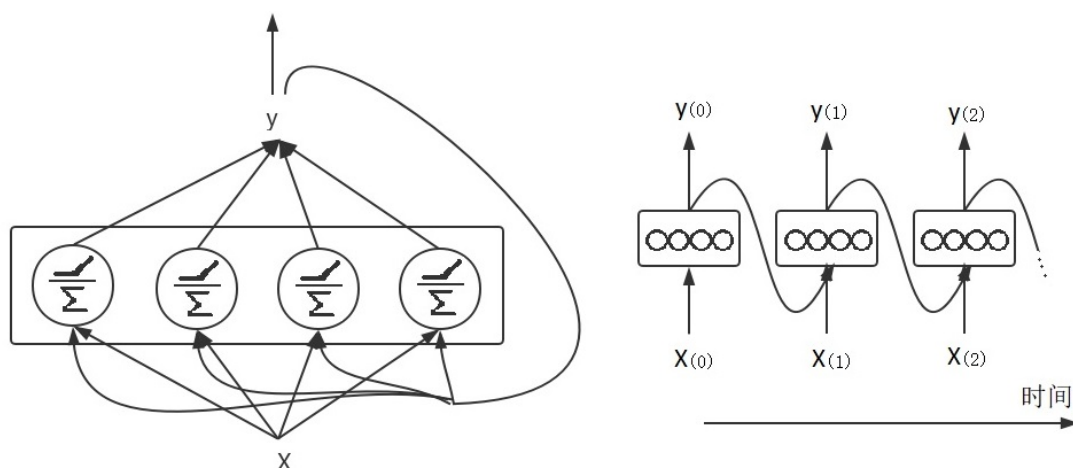 y
Σ Σ Σ Σ
X
y(0) y(1) y(2)
X(0) X(1) X(2)
时间